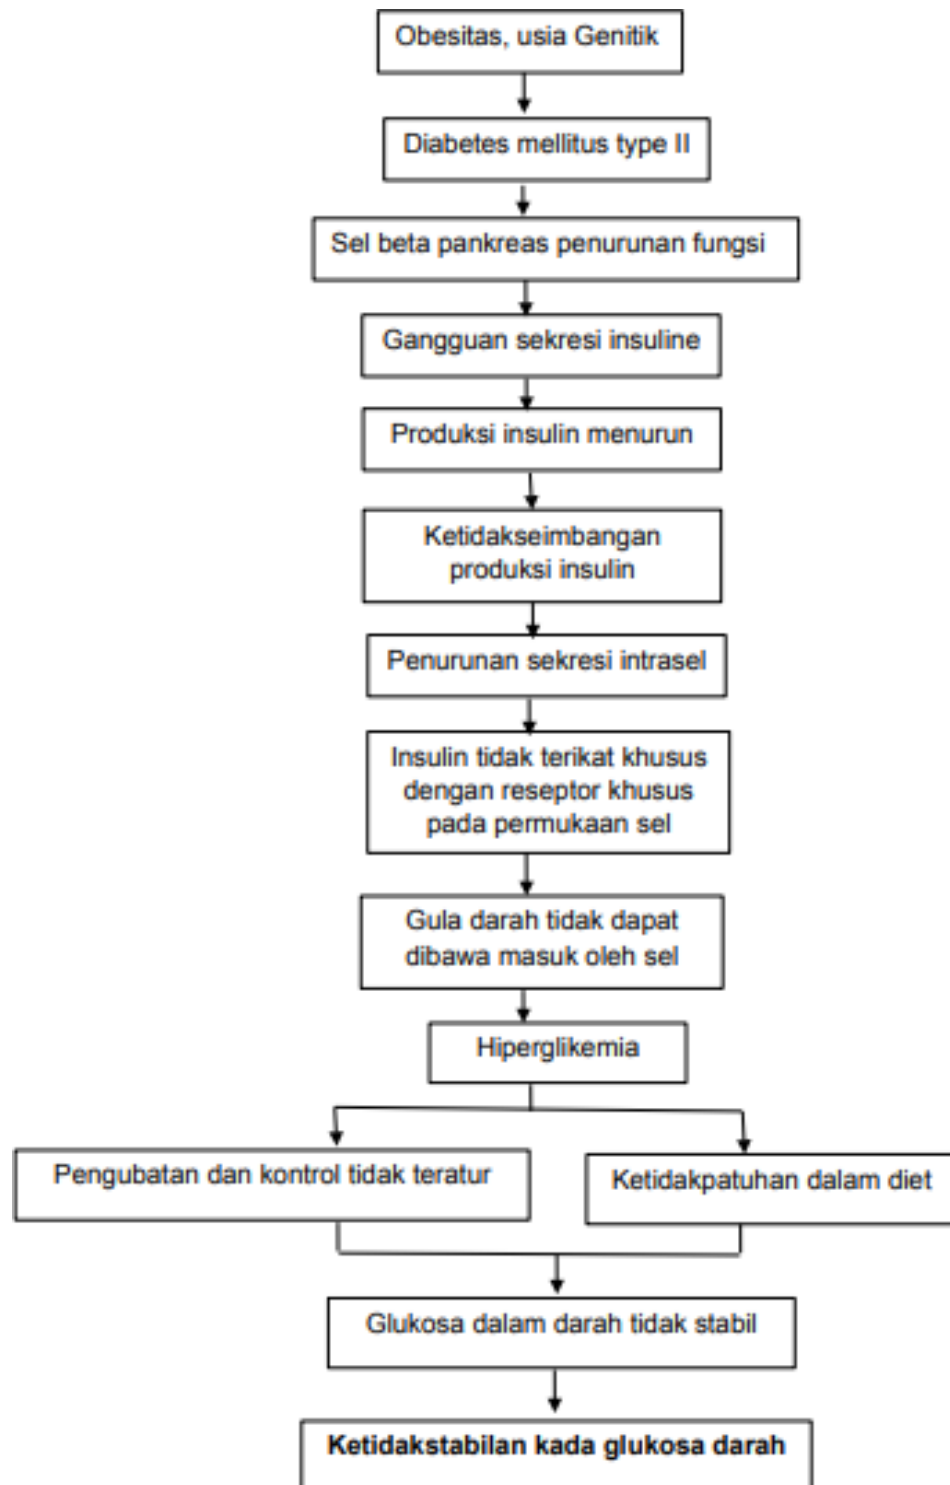 Obesitas, usia Genitik
Diabetes mellitus type II
Sel beta pankreas penurunan fungsi
Gangguan sekresi insuline
Produksi insulin menurun
Ketidakseimbangan
produksi insulin
Penurunan sekresi intrasel
Insulin tidak terikat khusus
dengan reseptor khusus
pada permukaan sel
Gula darah tidak dapat
dibawa masuk oleh sel
Hiperglikemia
Pengubatan dan kontrol tidak teratur
Ketidakpatuhan dalam diet
Glukosa dalam darah tidak stabil
Ketidakstabilan kada glukosa darah